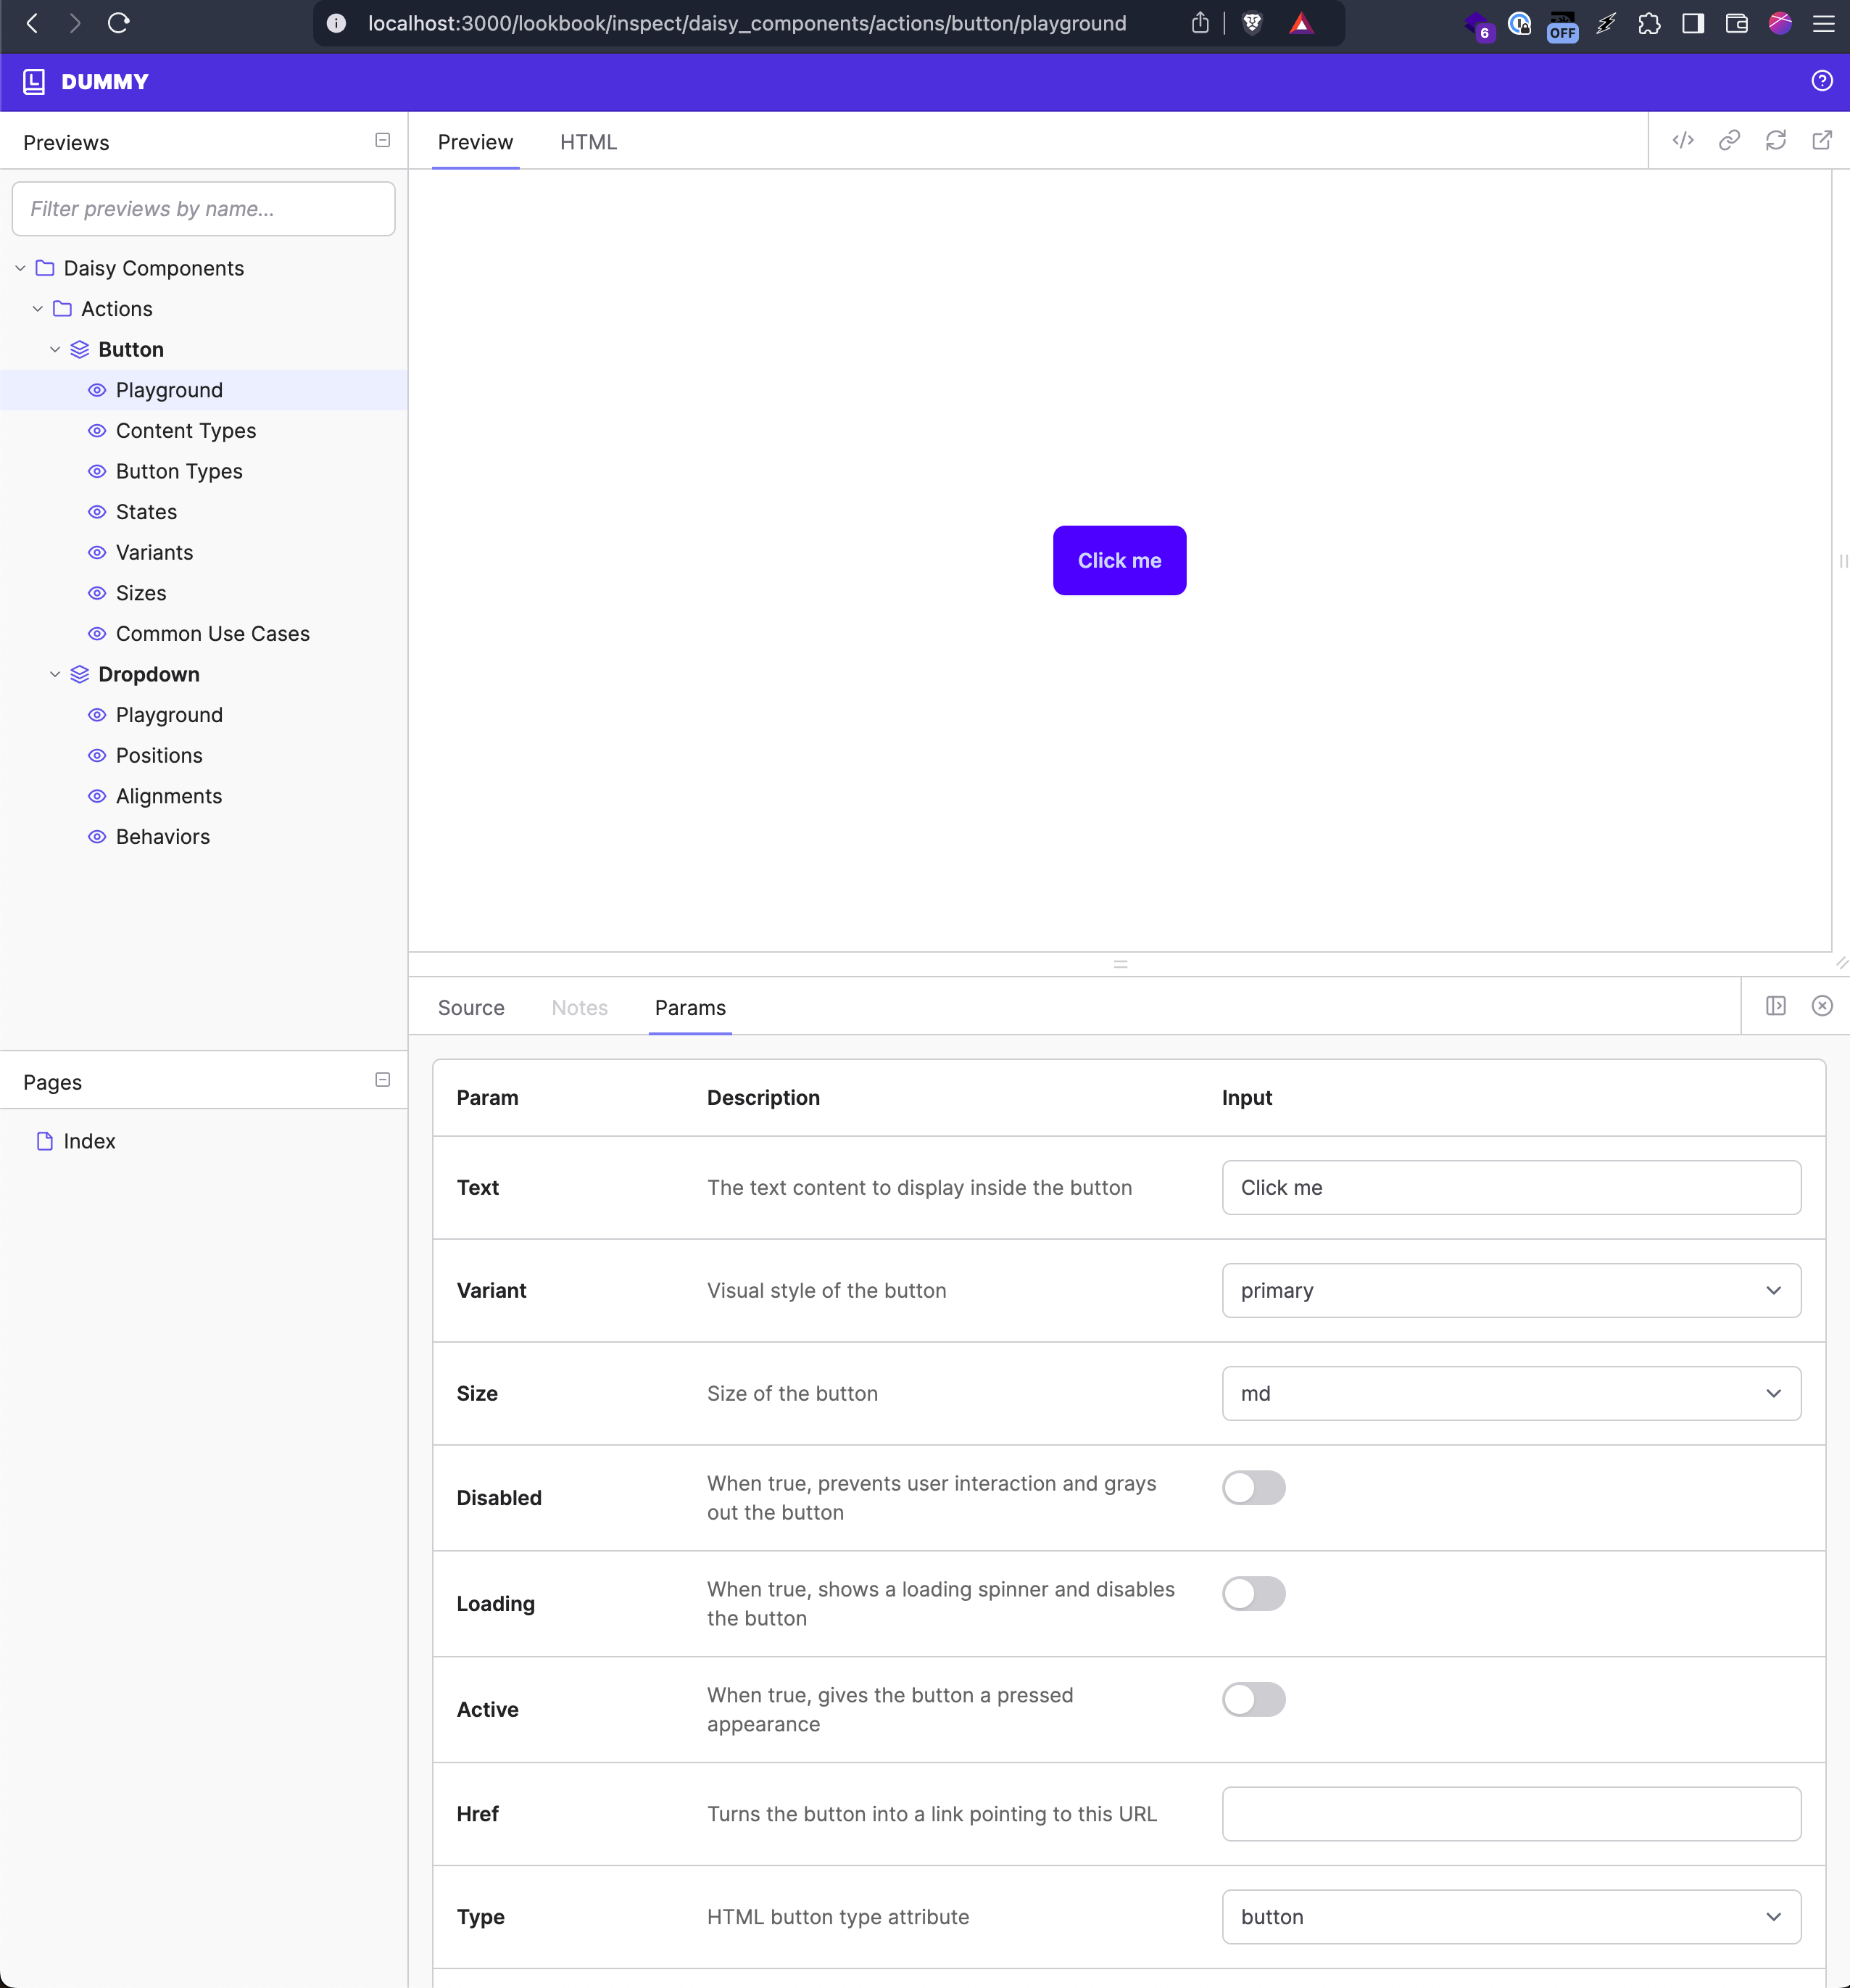 localhost:3000/lookbook/inspect/daisy_components/actions/button/playground
6
OFF
DUMMY
Previews
Preview
HTML
Filter previews by name...
Daisy Components
Actions
Button
Playground
Content Types
Button Types
States
Variants
Sizes
Common Use Cases
Dropdown
Playground
Positions
Alignments
Behaviors
Click me
Source
Notes
Params
Pages
Index
Param
Description
Input
Text
The text content to display inside the button
Click me
Variant
Visual style of the button
primary
Size
Size of the button
md
Disabled
When true, prevents user interaction and grays
out the button
Loading
When true, shows a loading spinner and disables
the button
Active
When true, gives the button a pressed
appearance
Href
Turns the button into a link pointing to this URL
Type
HTML button type attribute
button